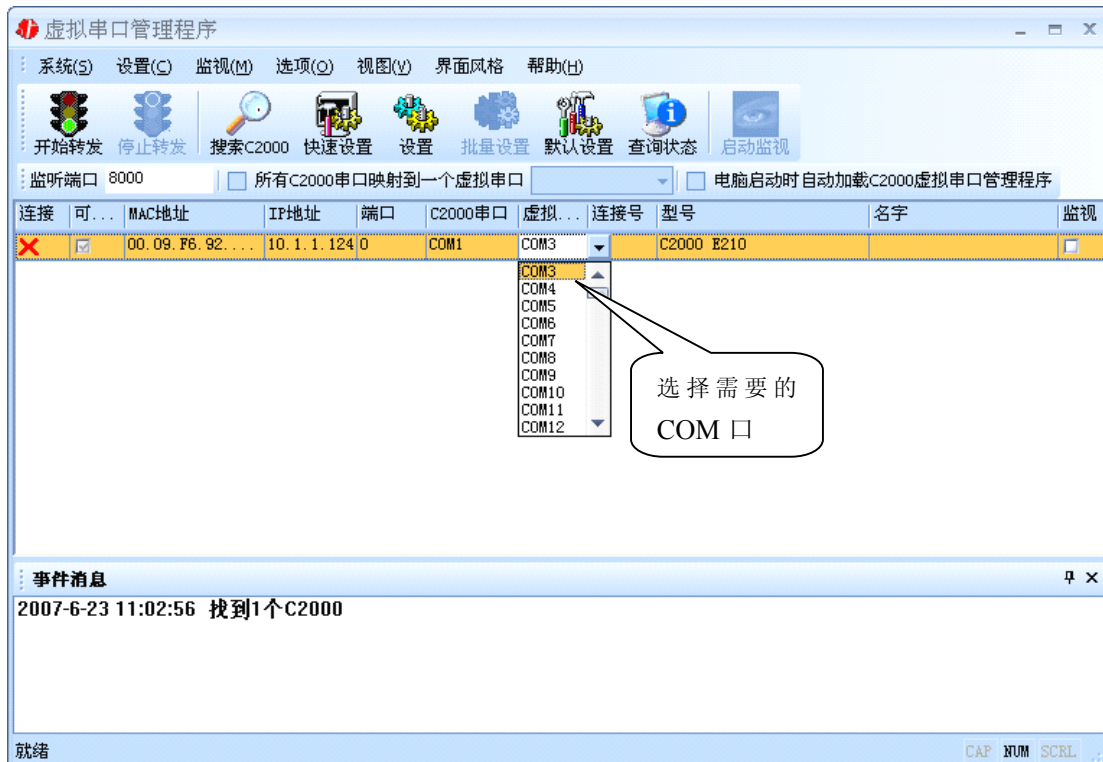 虚拟串口管理程序
系统(S) 设置(C) 监视(M) 选项(O) 视图(V) 界面风格 帮助(H)
开始转发 停止转发 搜索C2000 快速设置 设置 批量设置 默认设置 查询状态 启动监视
监听端口 8000 所有C2000串口映射到一个虚拟串口 电脑启动时自动加载C2000虚拟串口管理程序
连接 可... MAC地址 IP地址 端口 C2000串口 虚拟... 连接号 型号 名字 监视
00.09.F6.92.... 10.1.1.124 0 COM1 COM3 C2000 E210
COM3
COM4
COM5
COM6
COM7
COM8
COM9
COM10
COM11
COM12
选择需要的
COM 口
事件消息
2007-6-23 11:02:56 找到1个C2000
就绪 CAP NUM SCRL